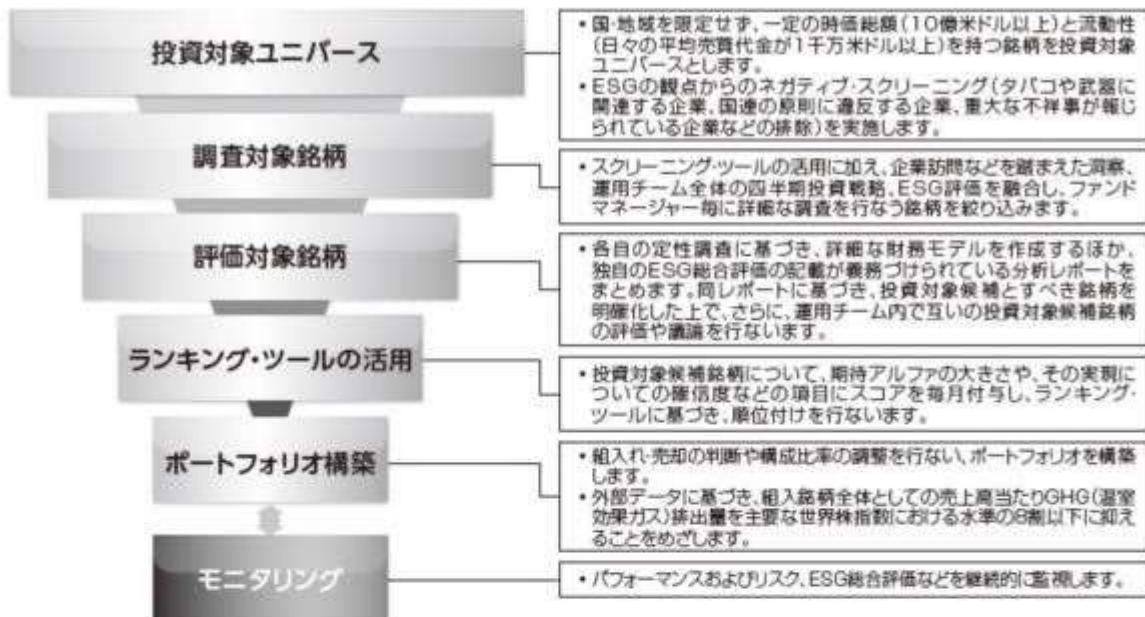 投資対象ユニバース
• 国・地域を限定せず、一定の時価総額（10億米ドル以上）と流動性
（日々の平均売買代金が1千万米ドル以上）を持つ銘柄を投資対象
ユニバースとします。
• ESGの観点からのネガティブ・スクリーニング（タバコや武器に
関連する企業、国連の原則に違反する企業、重大な不祥事が報じ
られている企業などの排除）を実施します。
調査対象銘柄
• スクリーニング・ツールの活用に加え、企業訪問などを踏まえた洞察、
運用チーム全体の四半期投資戦略、ESG評価を融合し、ファンド
マネージャー毎に詳細な調査を行なう銘柄を絞り込みます。
評価対象銘柄
• 各自の定性調査に基づき、詳細な財務モデルを作成するほか、
独自のESG総合評価の記載が義務づけられている分析レポートを
まとめます。同レポートに基づき、投資対象候補とすべき銘柄を
明確化した上で、さらに、運用チーム内で互いの投資対象候補銘柄
の評価や議論を行ないます。
ランキング・ツールの活用
• 投資対象候補銘柄について、期待アルファの大きさや、その実現に
ついての確信度などの項目にスコアを毎月付与し、ランキング・
ツールに基づき、順位付けを行ないます。
ポートフォリオ構築
• 組入れ・売却の判断や構成比率の調整を行ない、ポートフォリオを構築
します。
• 外部データに基づき、組入銘柄全体としての売上高当たりGHG（温室
効果ガス）排出量を主要な世界株指数における水準の8割以下に抑え
ることをめざします。
モニタリング
• パフォーマンスおよびリスク、ESG総合評価などを継続的に監視します。